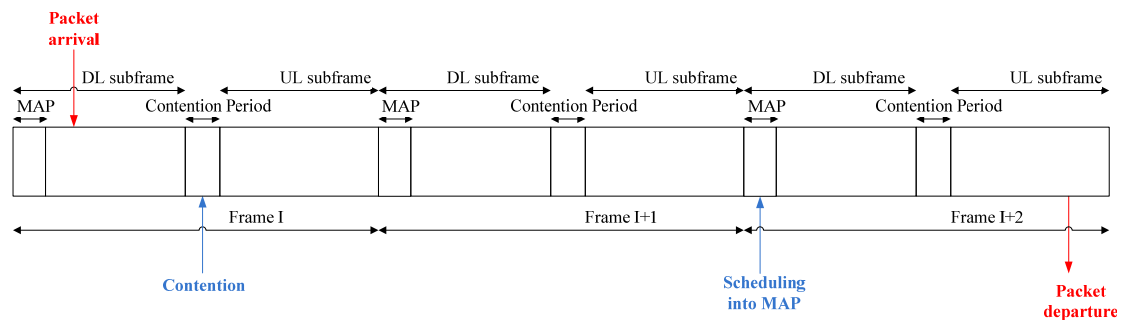 Packet
arrival
DL subframe
UL subframe
DL subframe
UL subframe
DL subframe
UL subframe
MAP
Contention Period
MAP
Contention Period
MAP
Contention Period
Frame I
Frame I+1
Frame I+2
Contention
Scheduling
into MAP
Packet
departure